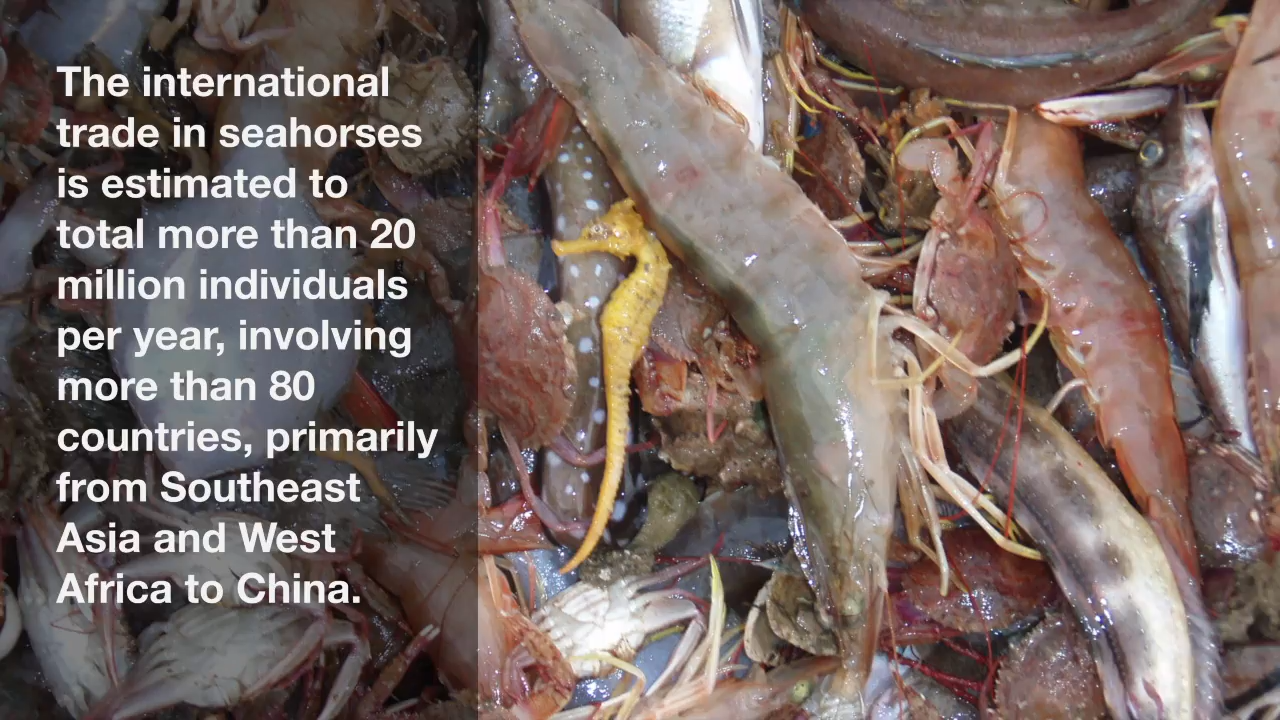 The international
trade in seahorses
is estimated to
total more than 20
million individuals
per year, involving
more than 80
countries, primarily
from Southeast
Asia and West
Africa to China.